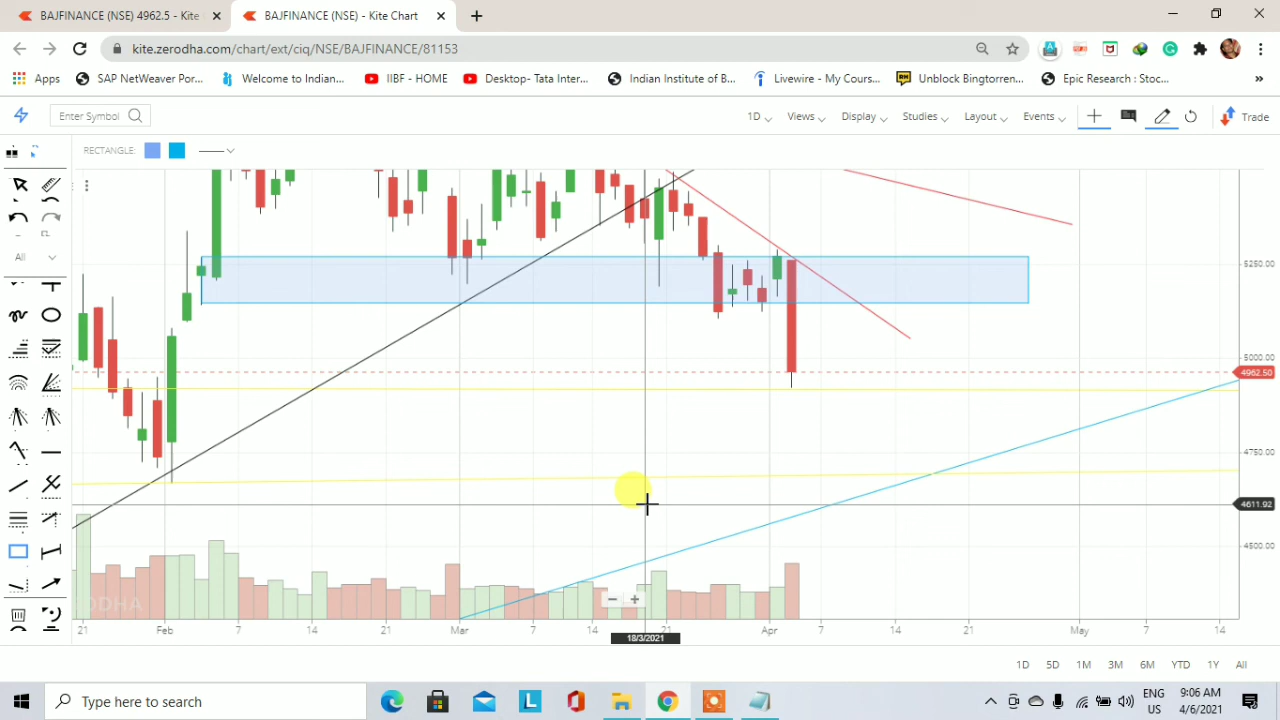 BAJFINANCE (NSE) 4962.5 - Kite
BAJFINANCE (NSE) - Kite Chart
kite.zerodha.com/chart/ext/ciq/NSE/BAJFINANCE/81153
Apps
SAP NetWeaver Por...
Welcome to Indian...
IIBF - HOME
Desktop- Tata Inter...
Indian Institute of B...
Livewire - My Cours...
Unblock Bingtorren...
Epic Research : Stoc...
»
Enter Symbol
1D
Views
Display
Studies
Layout
Events
Trade
RECTANGLE:
All
5250.00
5000.00
4962.50
4750.00
4611.92
4500.00
21 Feb 7 14 21 Mar 7 14 21 Apr 7 14 21 May 7 14
18/3/2021
1D 5D 1M 3M 6M YTD 1Y All
Type here to search
ENG
US
9:06 AM
4/6/2021